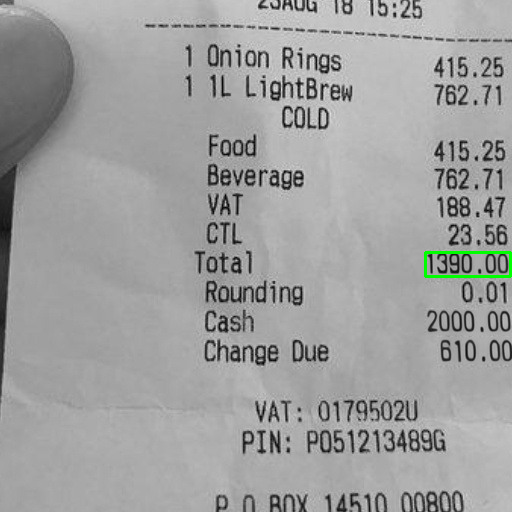 23AUG 18 15:25
1 Onion Rings 415.25
1 1L LightBrew 762.71
COLD
Food 415.25
Beverage 762.71
VAT 188.47
CTL 23.56
Total 1390.00
Rounding 0.01
Cash 2000.00
Change Due 610.00
VAT: 0179502U
PIN: P051213489G
P O BOX 14510 00800